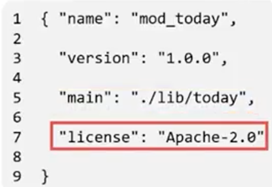 1 { "name": "mod_today",
2
3 "version": "1.0.0",
4
5 "main": "./lib/today",
6
7 "license": "Apache-2.0"
8
9 }